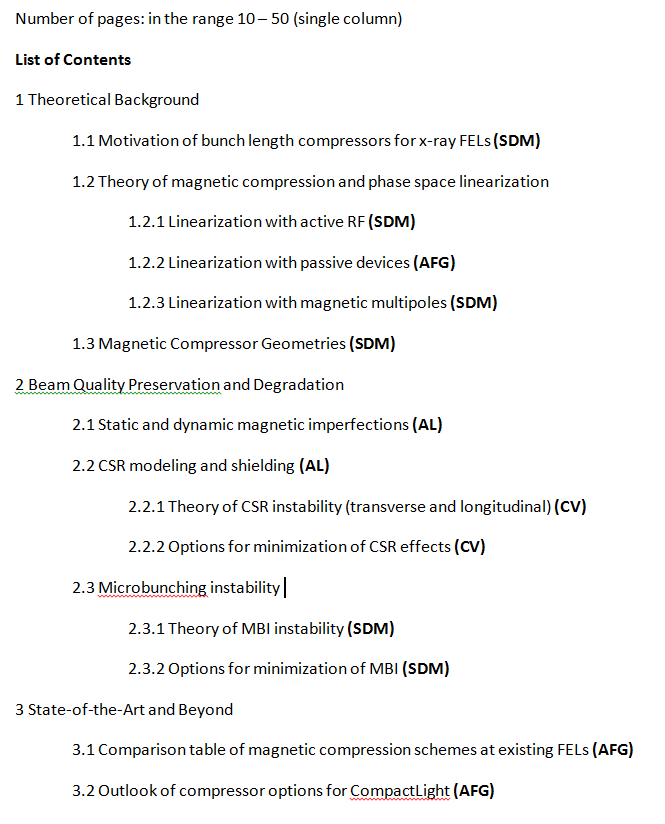 Number of pages: in the range 10 – 50 (single column)
List of Contents
1 Theoretical Background
1.1 Motivation of bunch length compressors for x-ray FELs (SDM)
1.2 Theory of magnetic compression and phase space linearization
1.2.1 Linearization with active RF (SDM)
1.2.2 Linearization with passive devices (AFG)
1.2.3 Linearization with magnetic multipoles (SDM)
1.3 Magnetic Compressor Geometries (SDM)
2 Beam Quality Preservation and Degradation
2.1 Static and dynamic magnetic imperfections (AL)
2.2 CSR modeling and shielding (AL)
2.2.1 Theory of CSR instability (transverse and longitudinal) (CV)
2.2.2 Options for minimization of CSR effects (CV)
2.3 Microbunching instability
2.3.1 Theory of MBI instability (SDM)
2.3.2 Options for minimization of MBI (SDM)
3 State-of-the-Art and Beyond
3.1 Comparison table of magnetic compression schemes at existing FELs (AFG)
3.2 Outlook of compressor options for CompactLight (AFG)